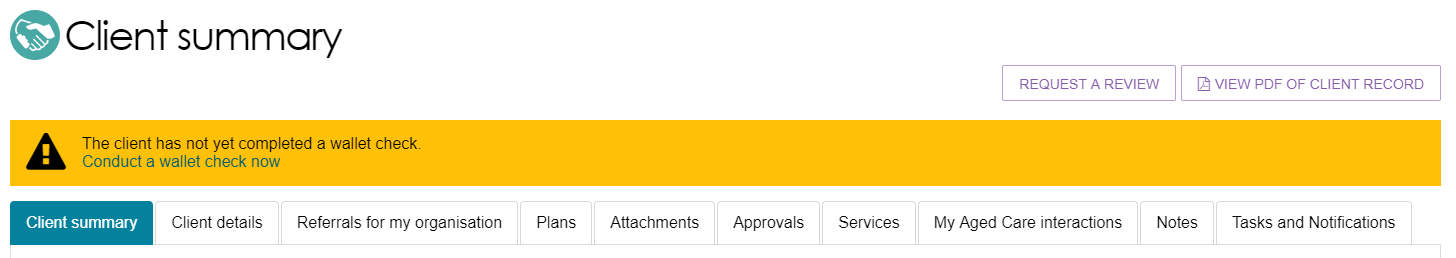 Client summary
REQUEST A REVIEW
VIEW PDF OF CLIENT RECORD
The client has not yet completed a wallet check.
Conduct a wallet check now
Client summary
Client details
Referrals for my organisation
Plans
Attachments
Approvals
Services
My Aged Care interactions
Notes
Tasks and Notifications